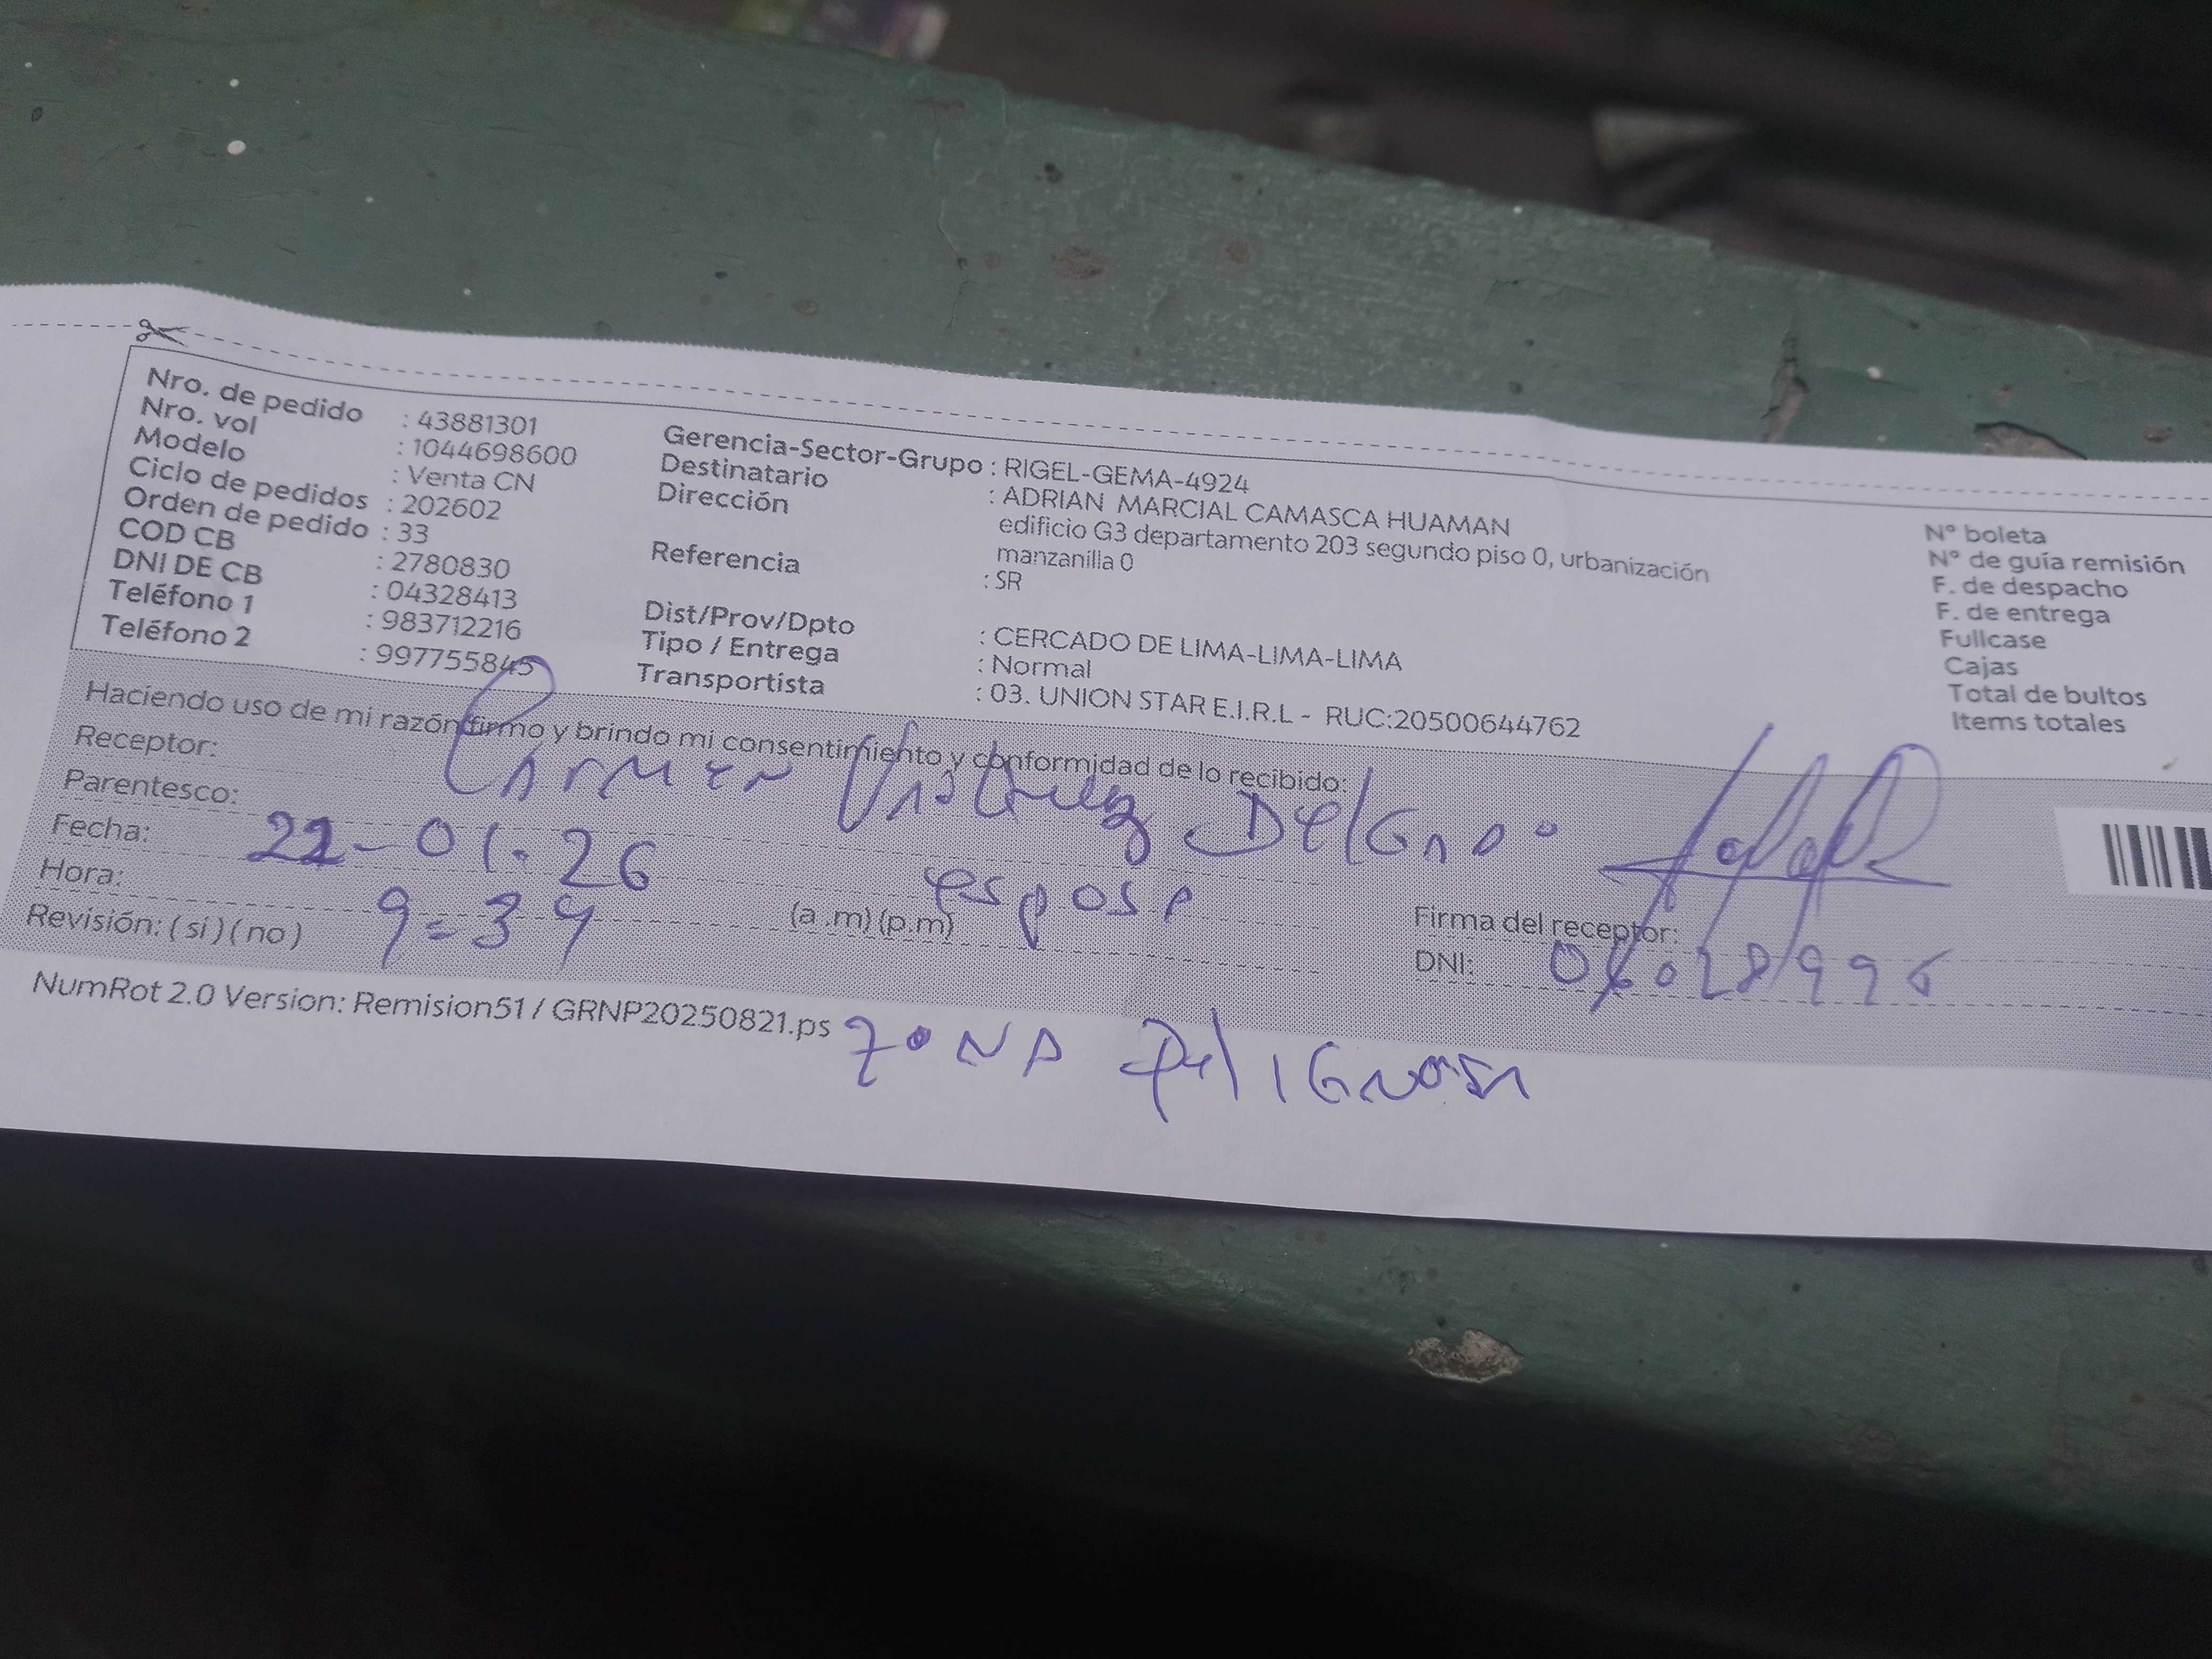 Nro. de pedido : 43881301
Nro. vol : 1044698600
Modelo : Venta CN
Ciclo de pedidos : 202602
Orden de pedido : 33
COD CB : 2780830
DNI DE CB : 04328413
Teléfono 1 : 983712216
Teléfono 2 : 997755845
Gerencia-Sector-Grupo : RIGEL-GEMA-4924
Destinatario : ADRIAN MARCIAL CAMASCA HUAMAN
Dirección edificio G3 departamento 203 segundo piso 0, urbanización
manzanilla 0
Referencia : SR
Dist/Prov/Dpto : CERCADO DE LIMA-LIMA-LIMA
Tipo / Entrega : Normal
Transportista : 03. UNION STAR E.I.R.L - RUC:20500644762
N° boleta
N° de guía remisión
F. de despacho
F. de entrega
Fullcase
Cajas
Total de bultos
Items totales
Haciendo uso de mi razón firmo y brindo mi consentimiento y conformidad de lo recibido:
Receptor: Carmen Delgado
Parentesco: esposa
Fecha: 22-01.26
Hora: 9=34 (a .m) (p.m)
Revisión: ( si ) ( no )
Firma del receptor:
DNI:
NumRot 2.0 Version: Remision51 / GRNP20250821.ps
ZONA PeliGrosa